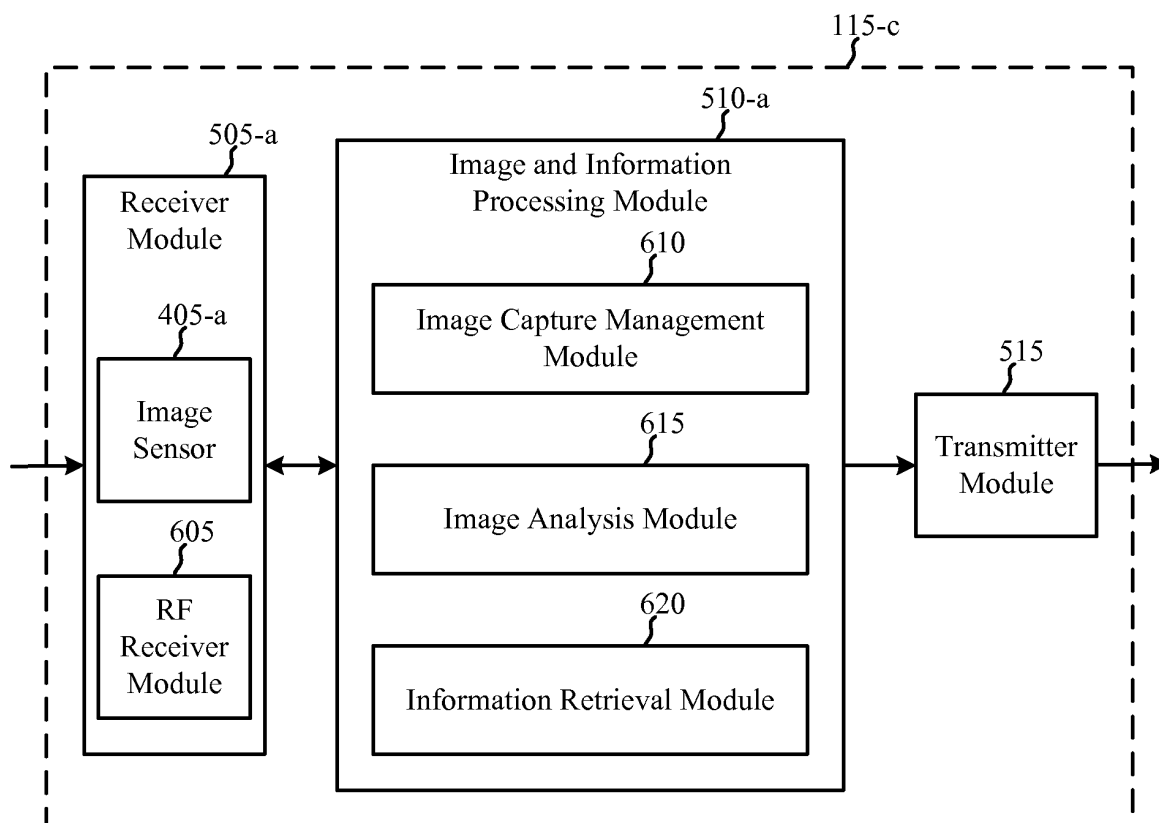 115-c
510-a
505-a
Image and Information
Processing Module
Receiver
Module
610
Image Capture Management
Module
405-a
Image
Sensor
515
Transmitter
Module
615
Image Analysis Module
605
RF
Receiver
Module
620
Information Retrieval Module